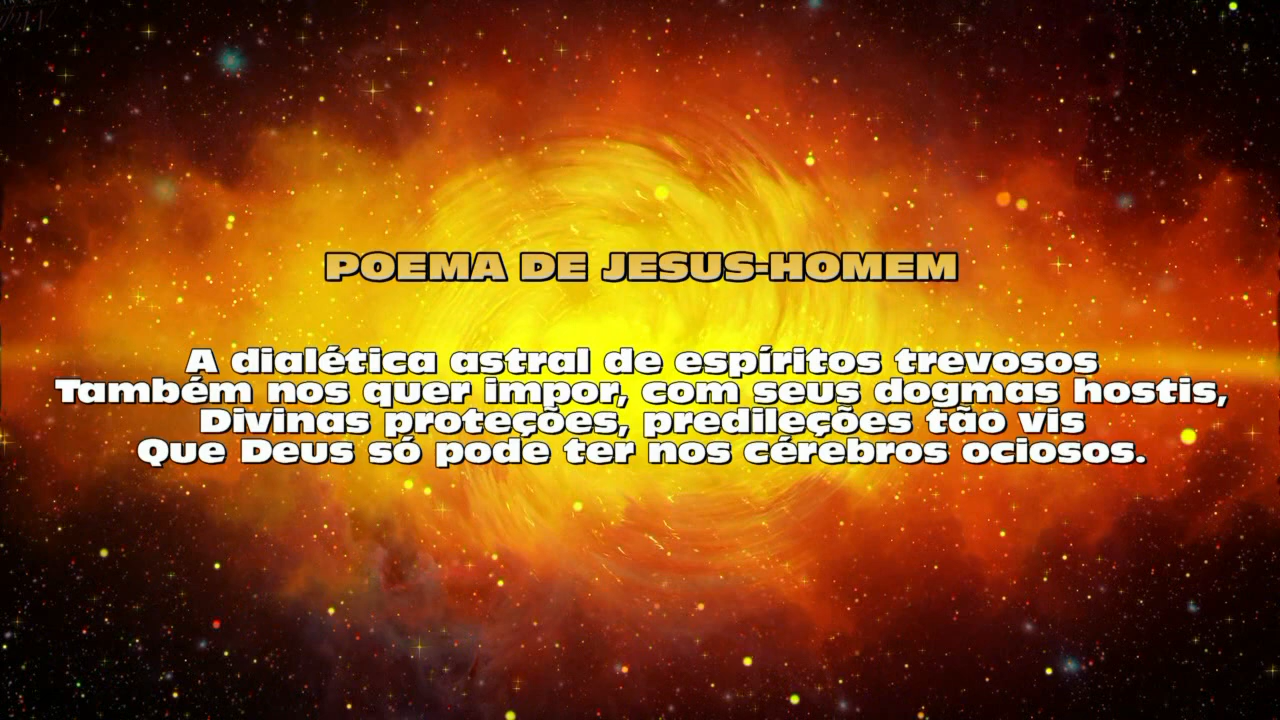 POEMA DE JESUS-HOMEM
A dialética astral de espíritos trevosos
Também nos quer impor, com seus dogmas hostis,
Divinas proteções, predileções tão vis
Que Deus só pode ter nos cérebros ociosos.